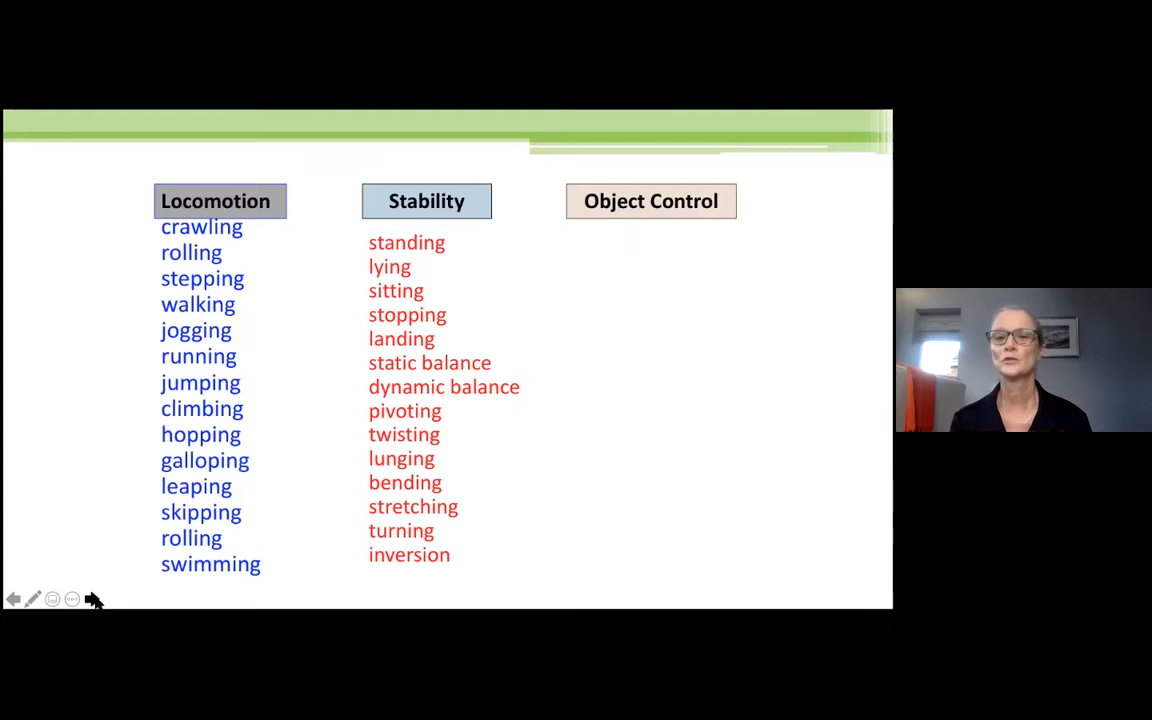 Locomotion
crawling
rolling
stepping
walking
jogging
running
jumping
climbing
hopping
galloping
leaping
skipping
rolling
swimming
Stability
standing
lying
sitting
stopping
landing
static balance
dynamic balance
pivoting
twisting
lunging
bending
stretching
turning
inversion
Object Control